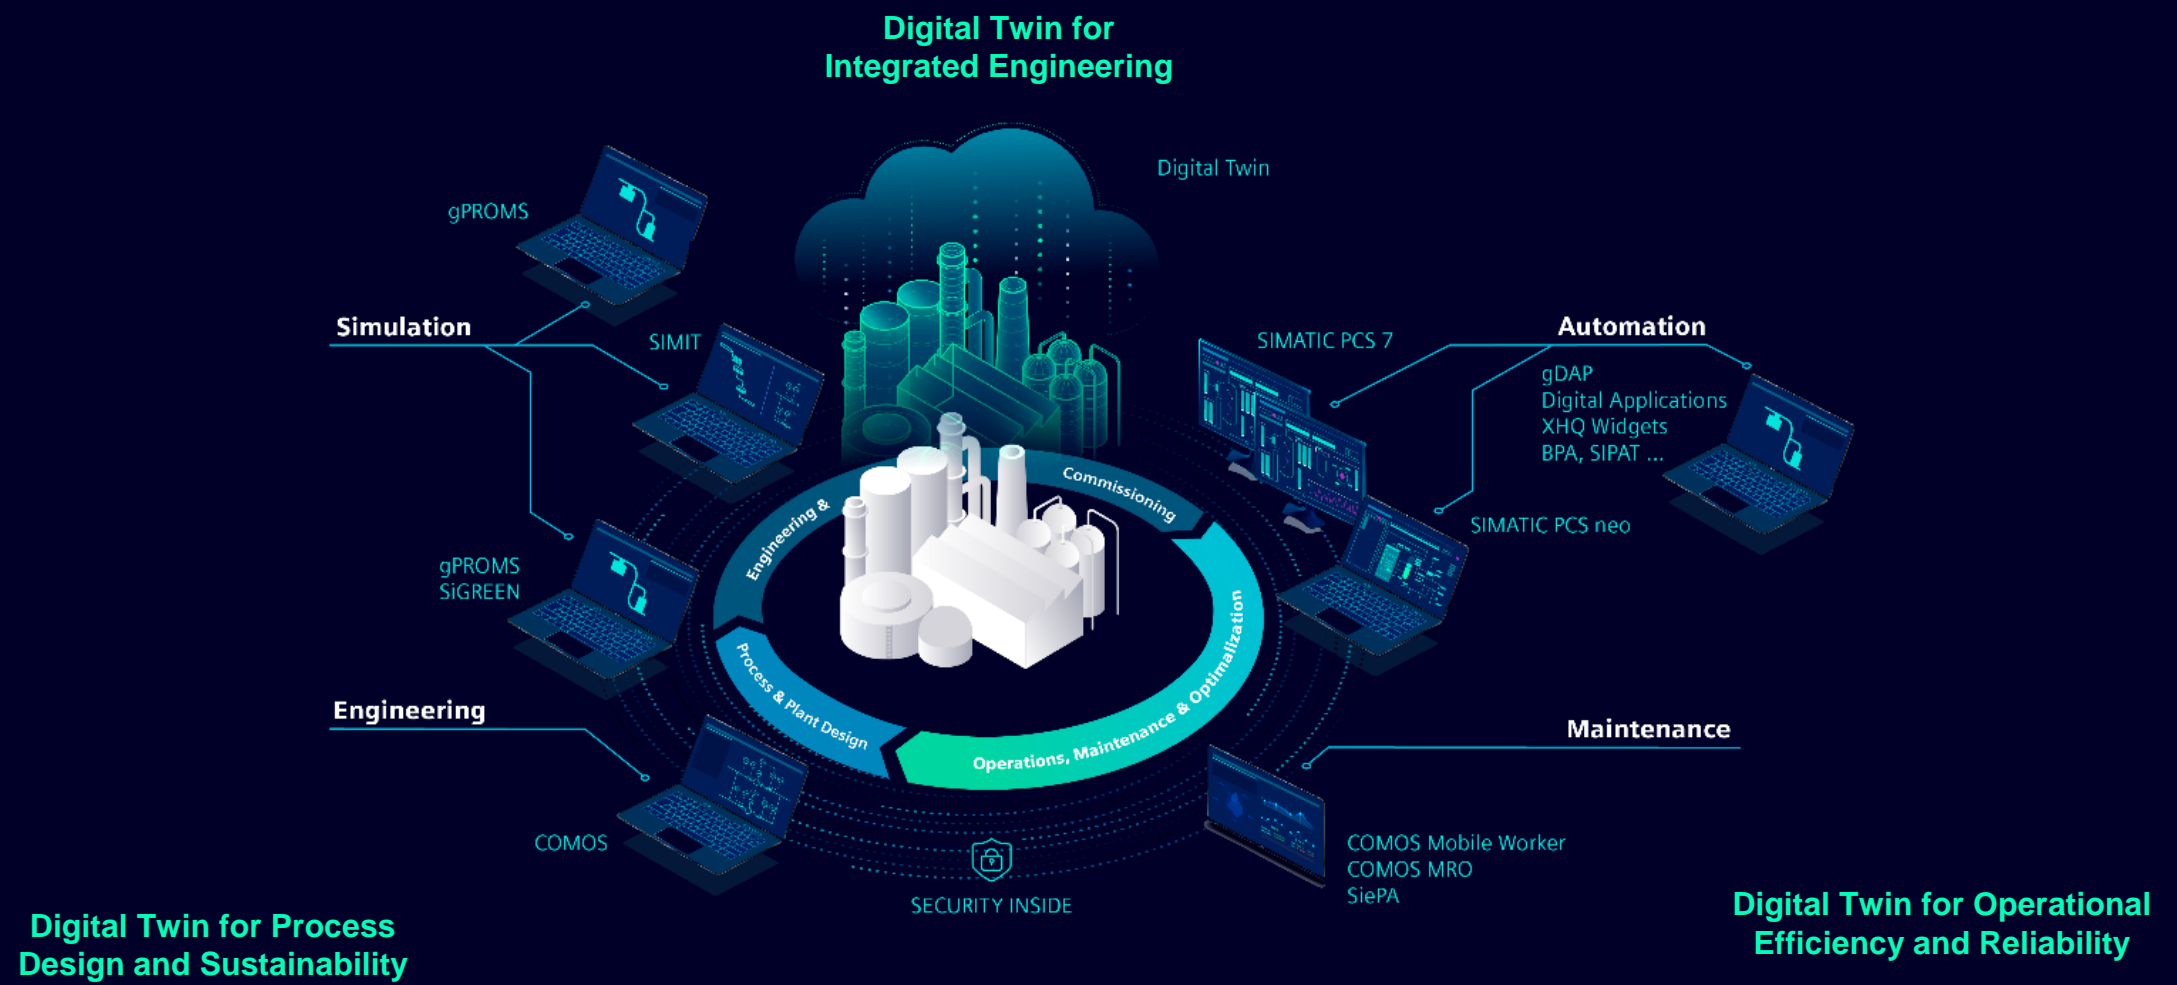 Digital Twin for
Integrated Engineering
Digital Twin
gPROMS
Simulation
SIMIT
SIMATIC PCS 7
Automation
gDAP
Digital Applications
XHQ Widgets
BPA, SIPAT ...
SIMATIC PCS neo
gPROMS
SiGREEN
Engineering &
Commissioning
Process & Plant Design
Operations, Maintenance & Optimalization
Engineering
Maintenance
COMOS
COMOS Mobile Worker
COMOS MRO
SiePA
SECURITY INSIDE
Digital Twin for Process
Design and Sustainability
Digital Twin for Operational
Efficiency and Reliability